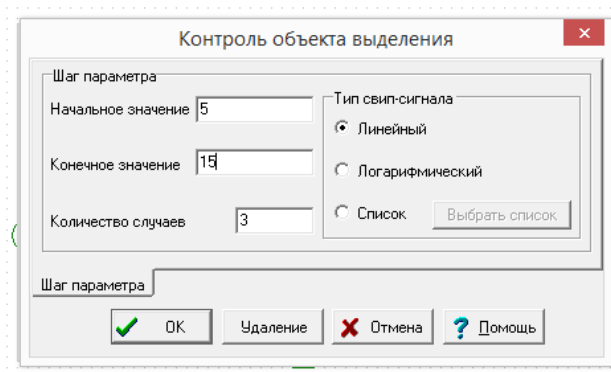 Контроль объекта выделения
Шаг параметра
Начальное значение 5
Конечное значение 15
Количество случаев 3
Тип свип-сигнала
Линейный
Логарифмический
Список Выбрать список
Шаг параметра
OK Удаление Отмена ? Помощь